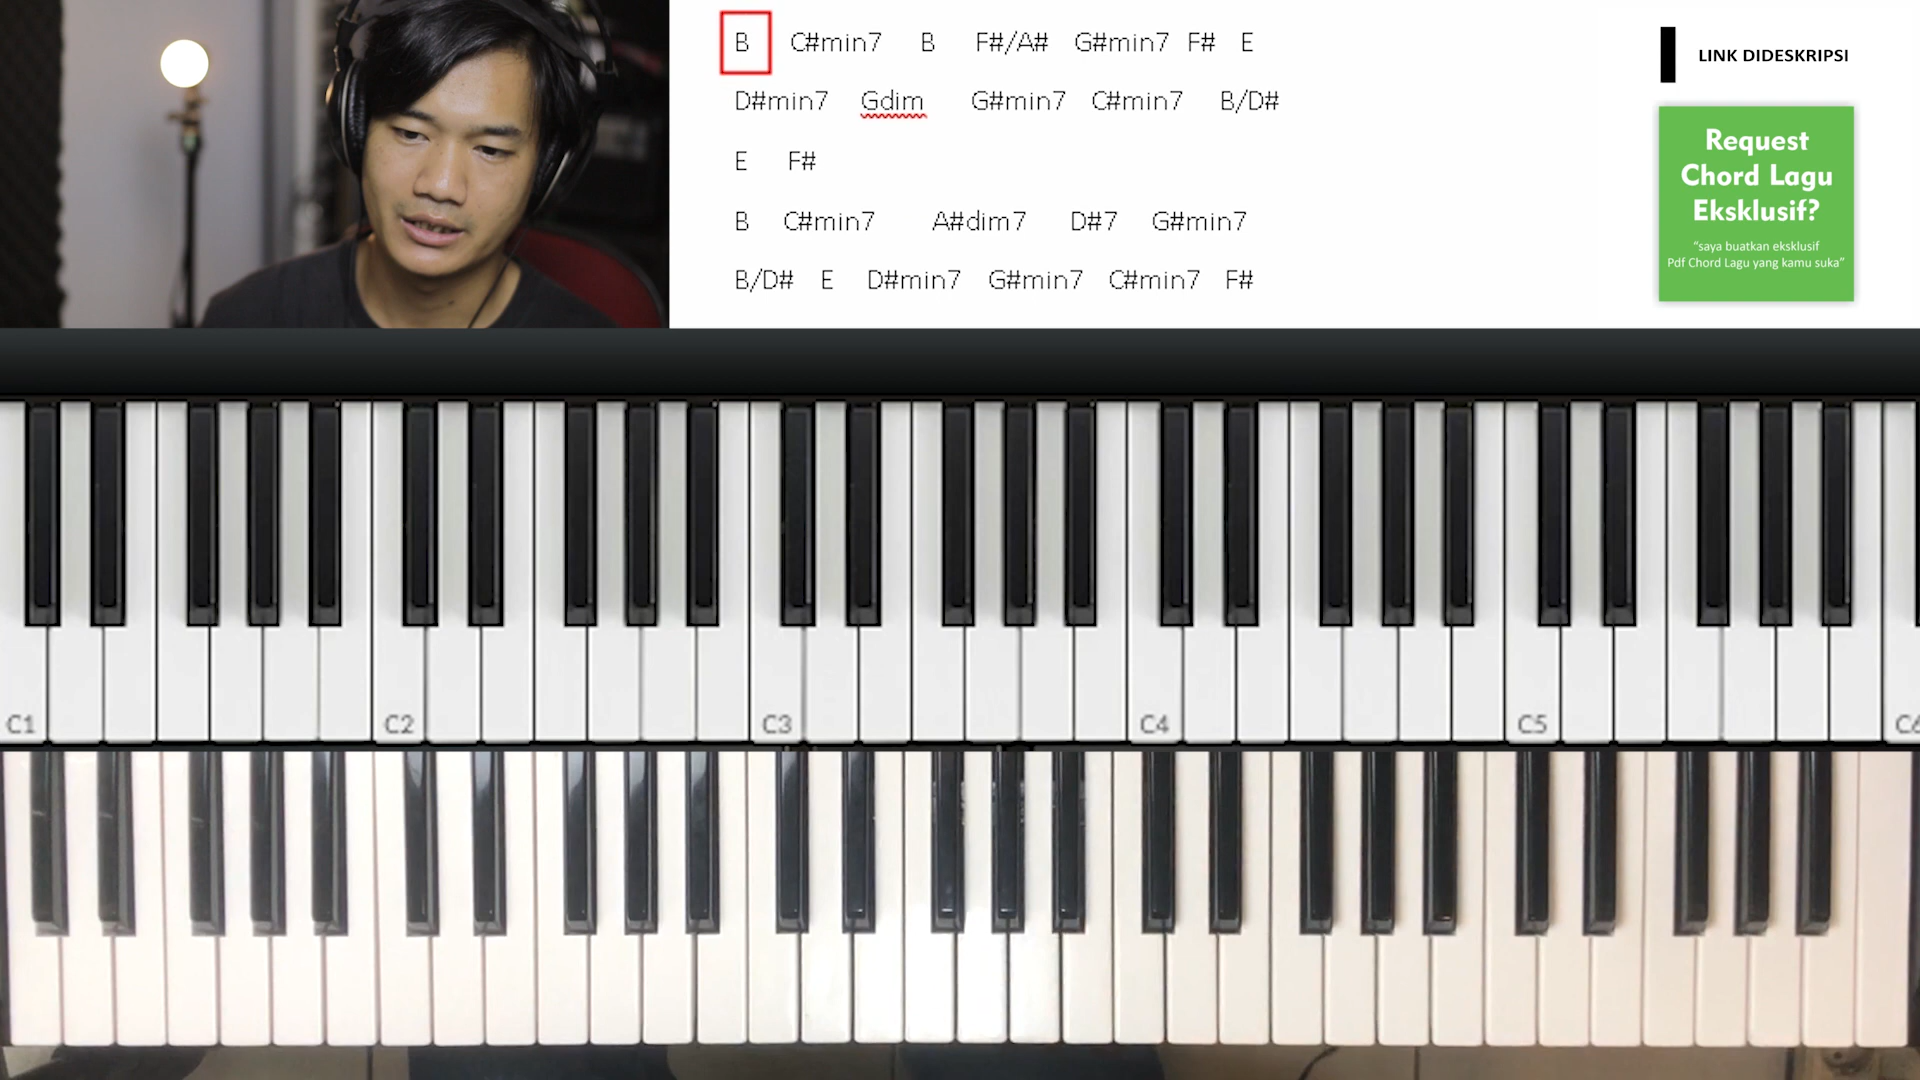 B C#min7 B F#/A# G#min7 F# E
D#min7 Gdim G#min7 C#min7 B/D#
E F#
B C#min7 A#dim7 D#7 G#min7
B/D# E D#min7 G#min7 C#min7 F#
LINK DIDESKRIPSI
Request
Chord Lagu
Eksklusif?
“saya buatkan eksklusif
Pdf Chord Lagu yang kamu suka”
C1 C2 C3 C4 C5 C6